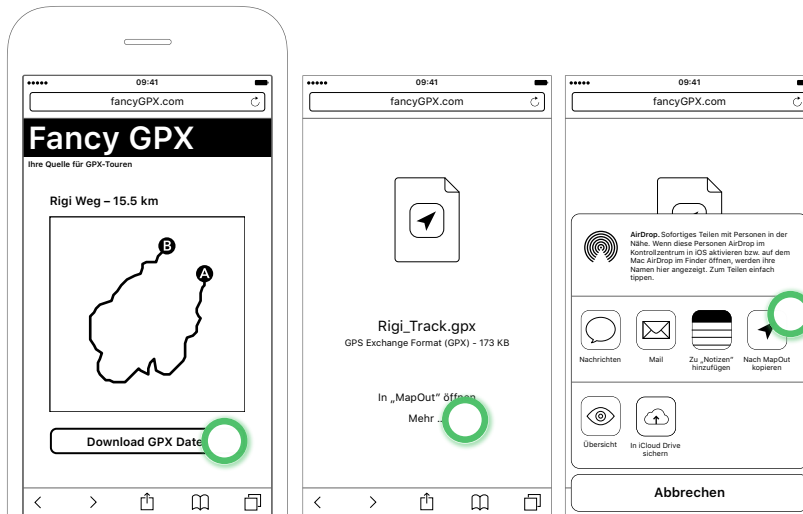 09:41
fancyGPX.com
Fancy GPX
Ihre Quelle für GPX-Touren
Rigi Weg – 15.5 km
B
A
Download GPX Date
09:41
fancyGPX.com
Rigi_Track.gpx
GPS Exchange Format (GPX) - 173 KB
In „MapOut" öffnen
Mehr ..
09:41
fancyGPX.com
AirDrop. Sofortiges Teilen mit Personen in der
Nähe. Wenn diese Personen AirDrop im
Kontrollzentrum in iOS aktivieren bzw. auf dem
Mac AirDrop im Finder öffnen, werden ihre
Namen hier angezeigt. Zum Teilen einfach
tippen.
Nachrichten
Mail
Zu „Notizen"
hinzufügen
Nach MapOut
kopieren
Übersicht
In iCloud Drive
sichern
Abbrechen